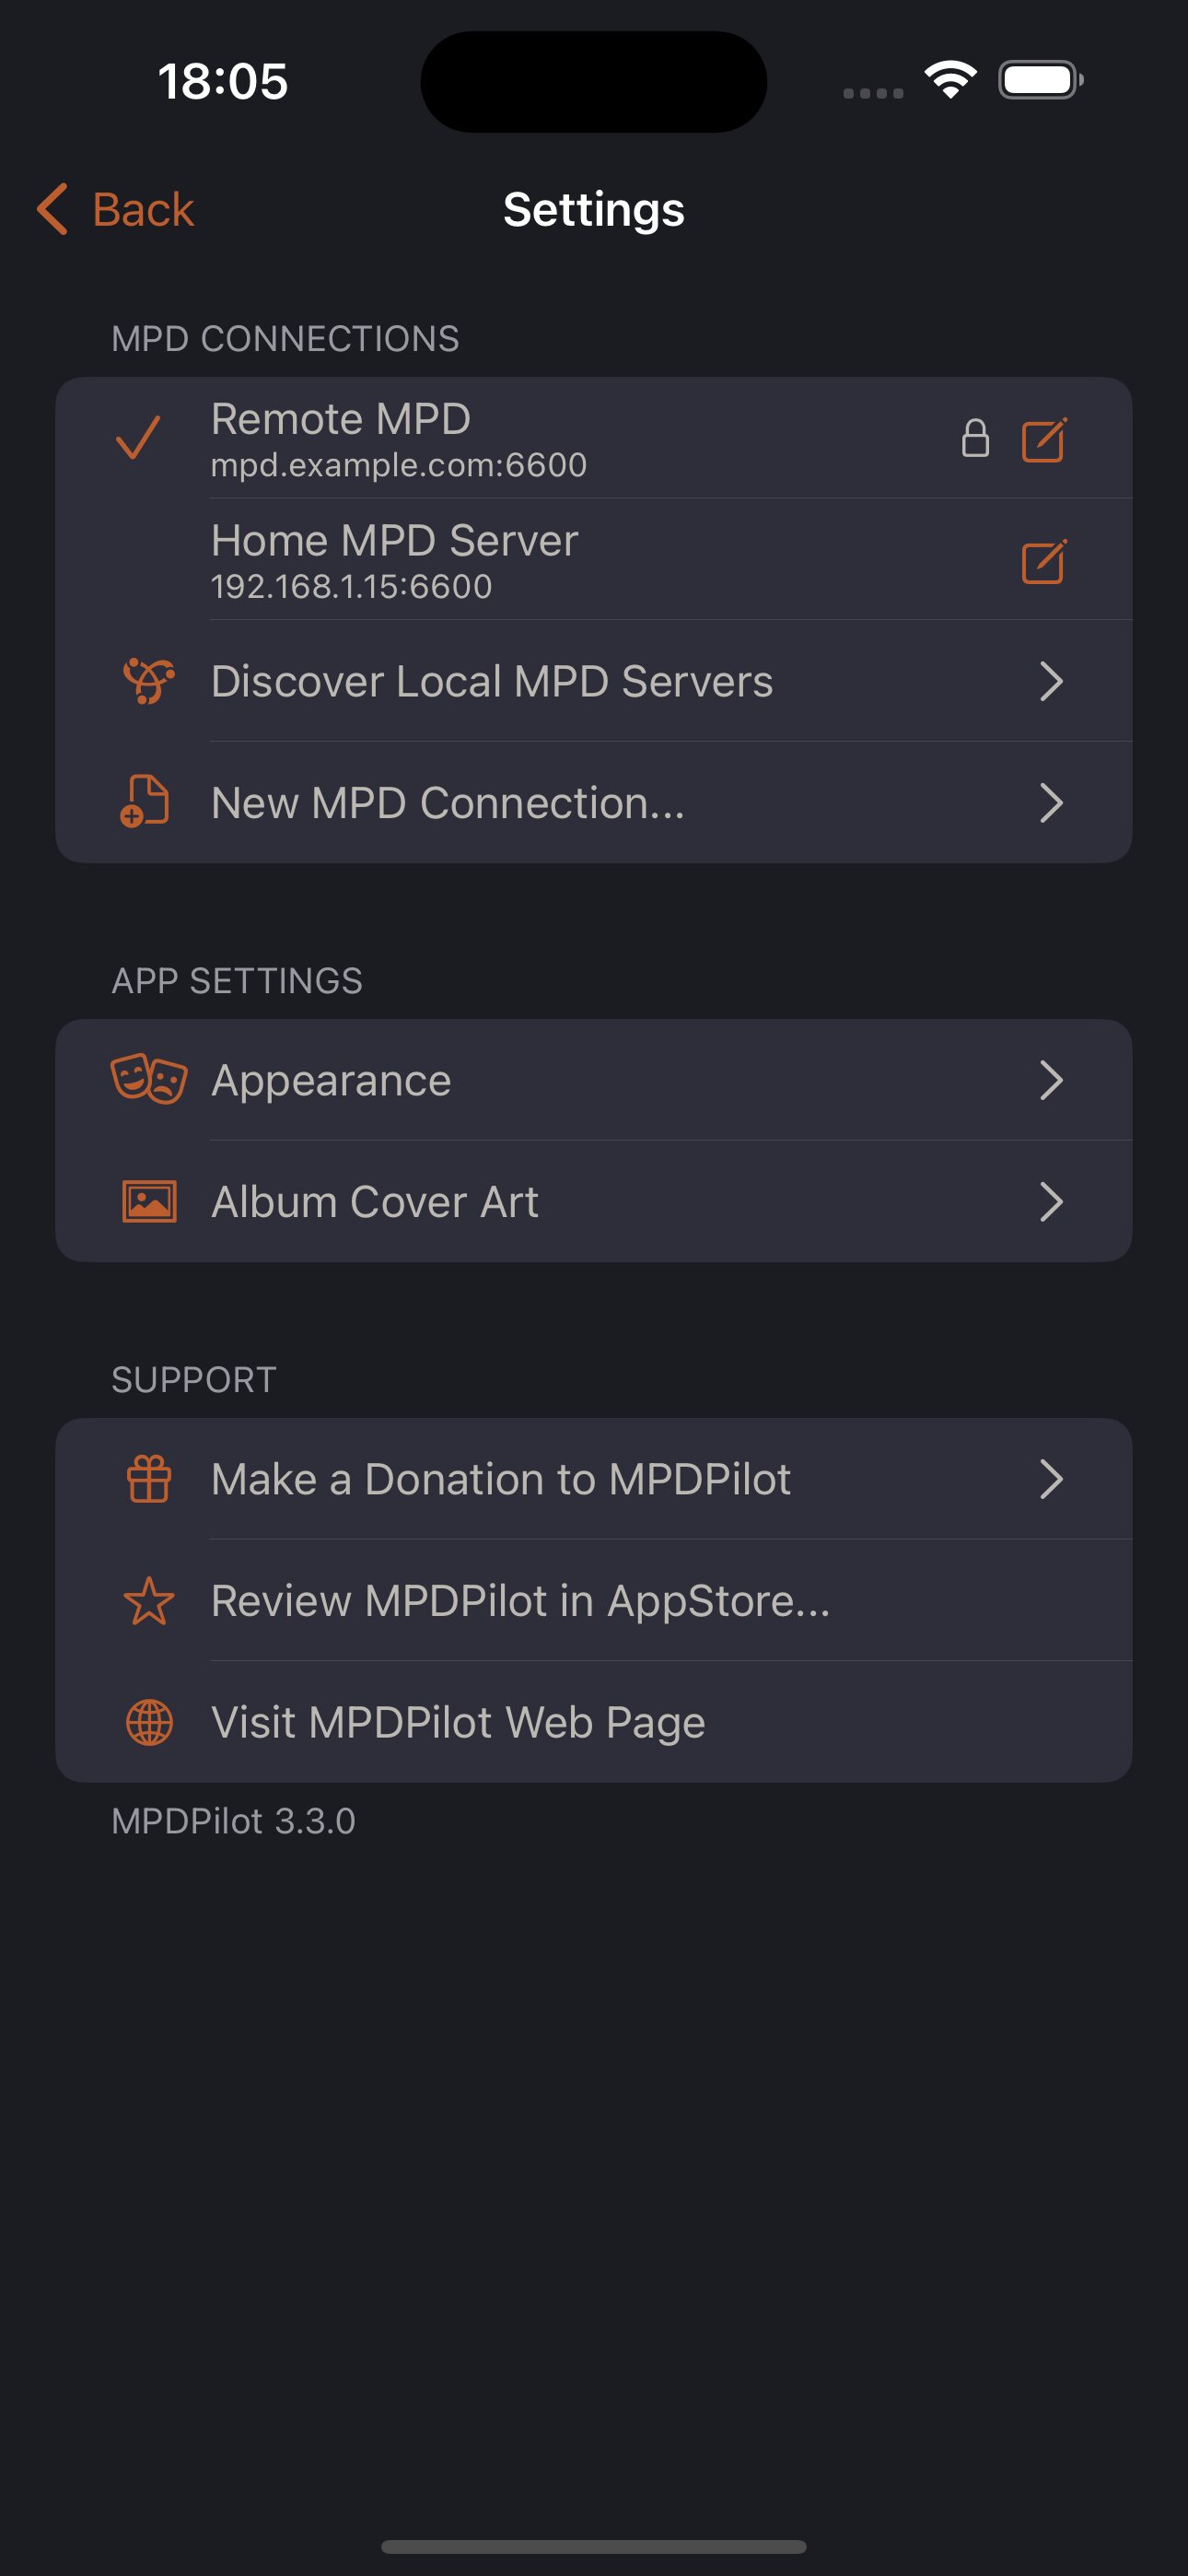 18:05
Back
Settings
MPD CONNECTIONS
Remote MPD
mpd.example.com:6600
Home MPD Server
192.168.1.15:6600
Discover Local MPD Servers
New MPD Connection...
APP SETTINGS
Appearance
Album Cover Art
SUPPORT
Make a Donation to MPDPilot
Review MPDPilot in AppStore...
Visit MPDPilot Web Page
MPDPilot 3.3.0